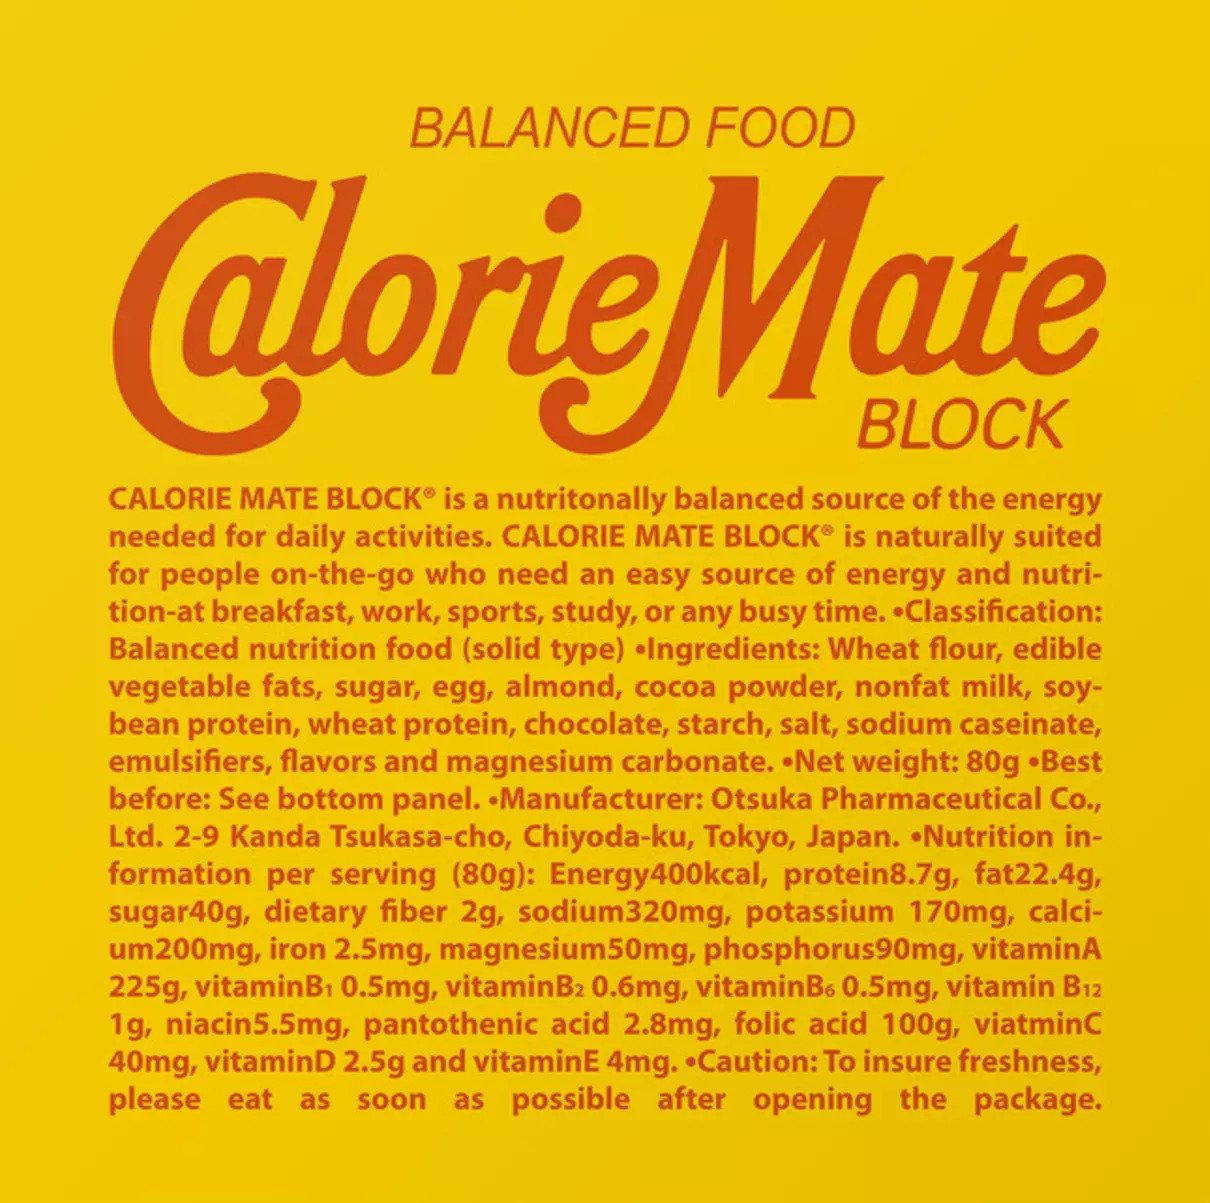 BALANCED FOOD
CalorieMate
BLOCK
CALORIE MATE BLOCK® is a nutritonally balanced source of the energy
needed for daily activities. CALORIE MATE BLOCK® is naturally suited
for people on-the-go who need an easy source of energy and nutri-
tion-at breakfast, work, sports, study, or any busy time. •Classification:
Balanced nutrition food (solid type) •Ingredients: Wheat flour, edible
vegetable fats, sugar, egg, almond, cocoa powder, nonfat milk, soy-
bean protein, wheat protein, chocolate, starch, salt, sodium caseinate,
emulsifiers, flavors and magnesium carbonate. •Net weight: 80g •Best
before: See bottom panel. •Manufacturer: Otsuka Pharmaceutical Co.,
Ltd. 2-9 Kanda Tsukasa-cho, Chiyoda-ku, Tokyo, Japan. •Nutrition in-
formation per serving (80g): Energy400kcal, protein8.7g, fat22.4g,
sugar40g, dietary fiber 2g, sodium320mg, potassium 170mg, calci-
um200mg, iron 2.5mg, magnesium50mg, phosphorus90mg, vitaminA
225g, vitaminB₁ 0.5mg, vitaminB₂ 0.6mg, vitaminB₆ 0.5mg, vitamin B₁₂
1g, niacin5.5mg, pantothenic acid 2.8mg, folic acid 100g, viatminC
40mg, vitaminD 2.5g and vitaminE 4mg. •Caution: To insure freshness,
please eat as soon as possible after opening the package.